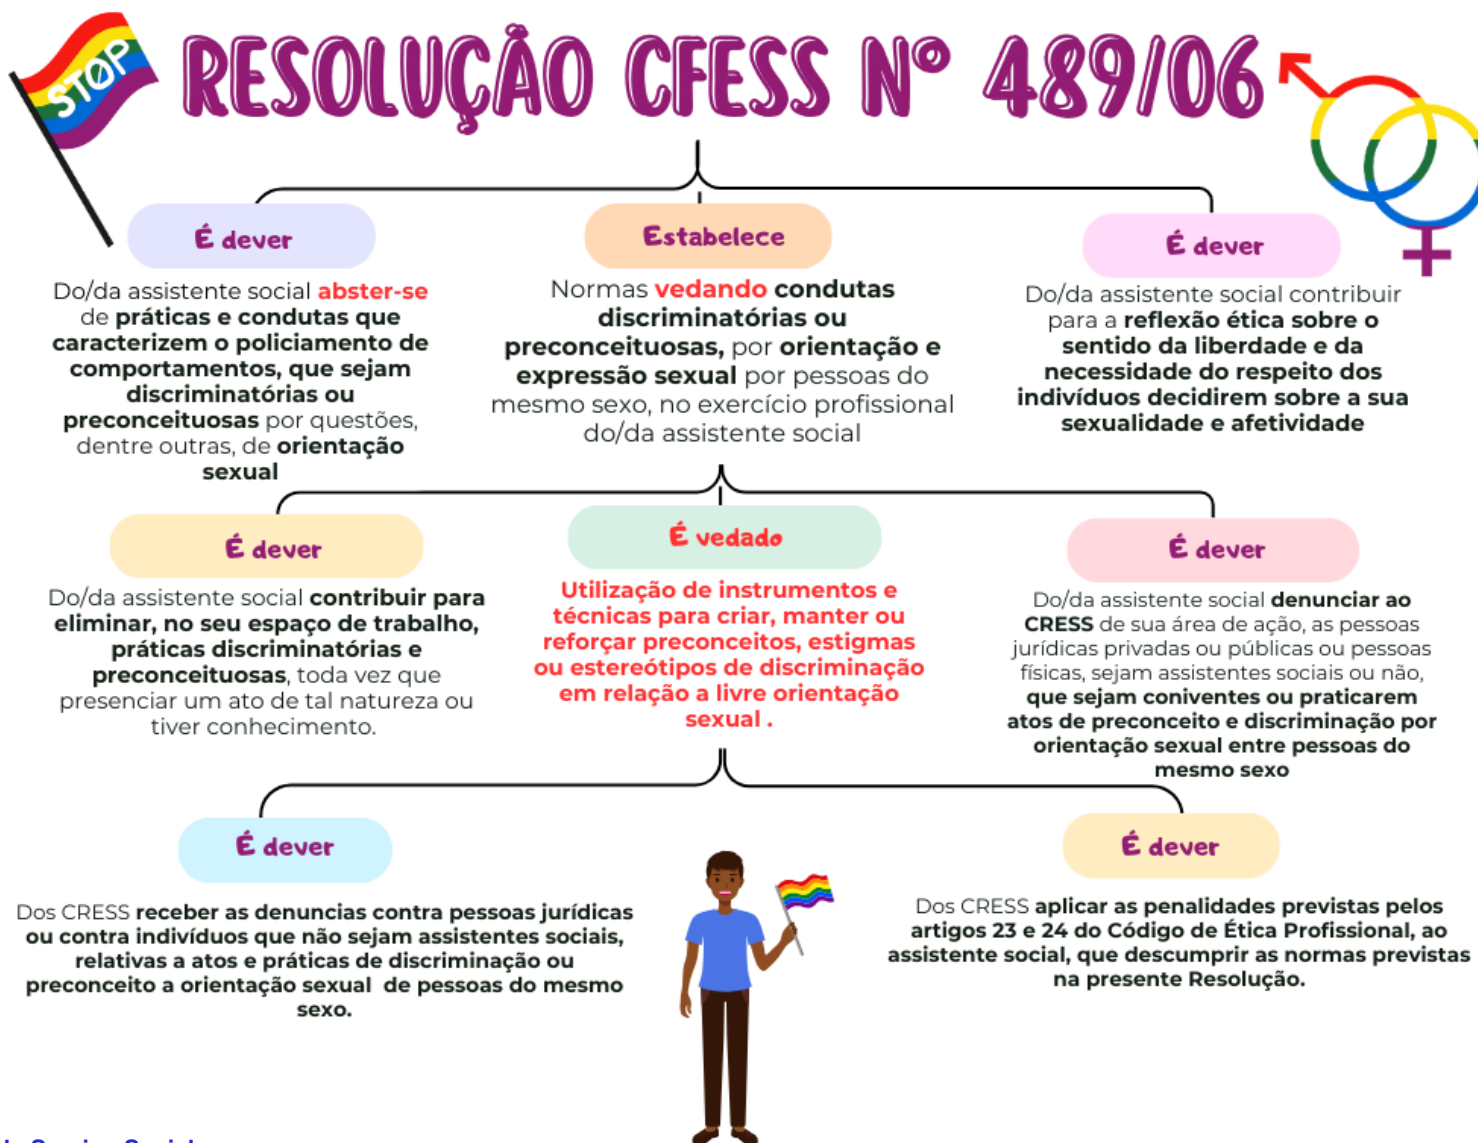 STOP
RESOLUÇÃO CFESS Nº 489/06
É dever
Do/da assistente social abster-se
de práticas e condutas que
caracterizem o policiamento de
comportamentos, que sejam
discriminatórias ou
preconceituosas por questões,
dentre outras, de orientação
sexual
Estabelece
Normas vedando condutas
discriminatórias ou
preconceituosas, por orientação e
expressão sexual por pessoas do
mesmo sexo, no exercício profissional
do/da assistente social
É dever
Do/da assistente social contribuir
para a reflexão ética sobre o
sentido da liberdade e da
necessidade do respeito dos
indivíduos decidirem sobre a sua
sexualidade e afetividade
É dever
Do/da assistente social contribuir para
eliminar, no seu espaço de trabalho,
práticas discriminatórias e
preconceituosas, toda vez que
presenciar um ato de tal natureza ou
tiver conhecimento.
É vedado
Utilização de instrumentos e
técnicas para criar, manter ou
reforçar preconceitos, estigmas
ou estereótipos de discriminação
em relação a livre orientação
sexual .
É dever
Do/da assistente social denunciar ao
CRESS de sua área de ação, as pessoas
jurídicas privadas ou públicas ou pessoas
físicas, sejam assistentes sociais ou não,
que sejam coniventes ou praticarem
atos de preconceito e discriminação por
orientação sexual entre pessoas do
mesmo sexo
É dever
Dos CRESS receber as denuncias contra pessoas jurídicas
ou contra indivíduos que não sejam assistentes sociais,
relativas a atos e práticas de discriminação ou
preconceito a orientação sexual de pessoas do mesmo
sexo.
É dever
Dos CRESS aplicar as penalidades previstas pelos
artigos 23 e 24 do Código de Ética Profissional, ao
assistente social, que descumprir as normas previstas
na presente Resolução.